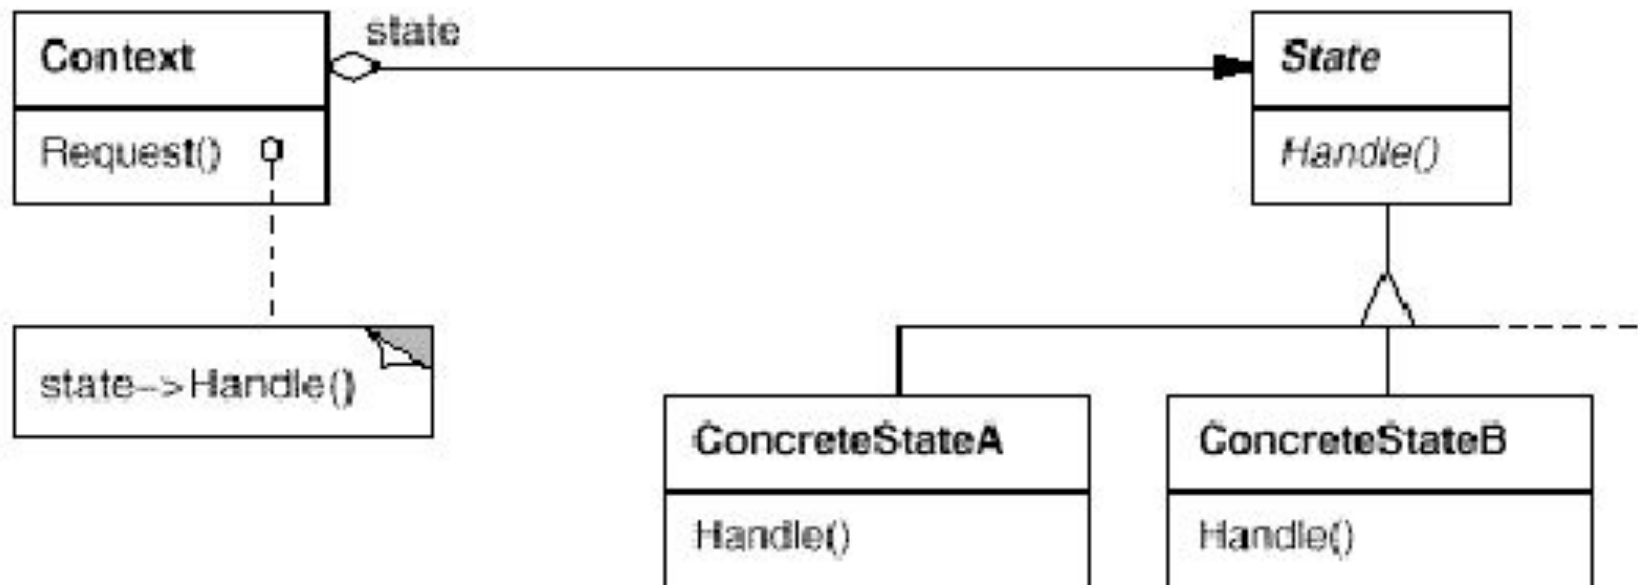 Context
state
State
Request()
Handle()
state->Handle()
ConcreteStateA
ConcreteStateB
Handle()
Handle()